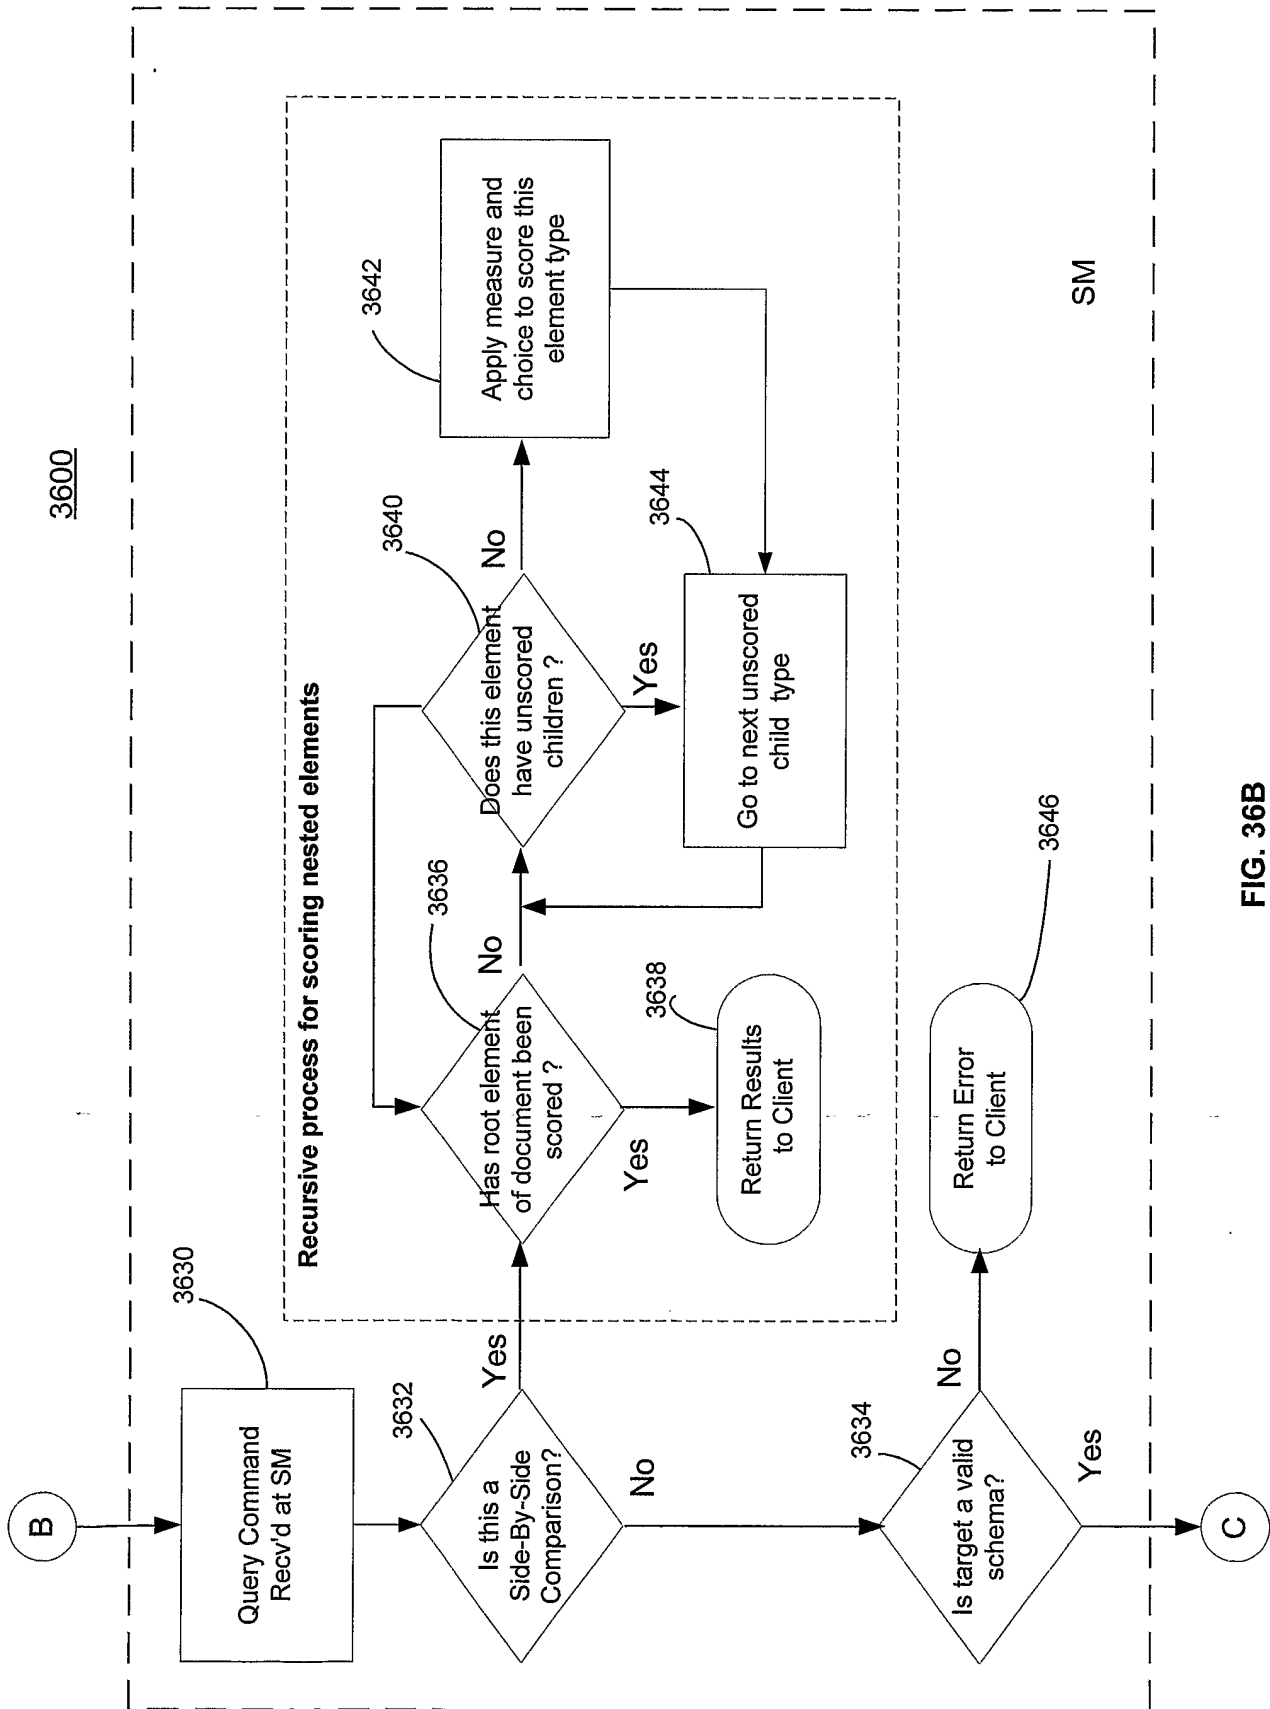 3600
B
3630
Query Command
Recv'd at SM
3632
Is this a
Side-By-Side
Comparison?
Yes
No
Recursive process for scoring nested elements
3636
Has root element
of document been
scored ?
No
Yes
3638
Return Results
to Client
3640
Does this element
have unscored
children ?
No
Yes
3642
Apply measure and
choice to score this
element type
3644
Go to next unscored
child type
3634
Is target a valid
schema?
No
Yes
3646
Return Error
to Client
SM
C
FIG. 36B